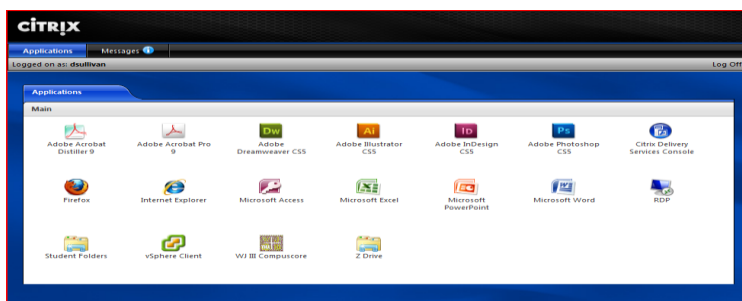 CITRIX
Applications Messages
Logged on as: dsullivan Log Off
Applications
Main
Adobe Acrobat Distiller 9
Adobe Acrobat Pro 9
Dw
Adobe Dreamweaver CS5
Ai
Adobe Illustrator CS5
ID
Adobe InDesign CS5
Ps
Adobe Photoshop CS5
Citrix Delivery Services Console
Firefox
Internet Explorer
Microsoft Access
Microsoft Excel
Microsoft PowerPoint
Microsoft Word
RDP
Student Folders
vSphere Client
WJ III Compuscore
Z Drive